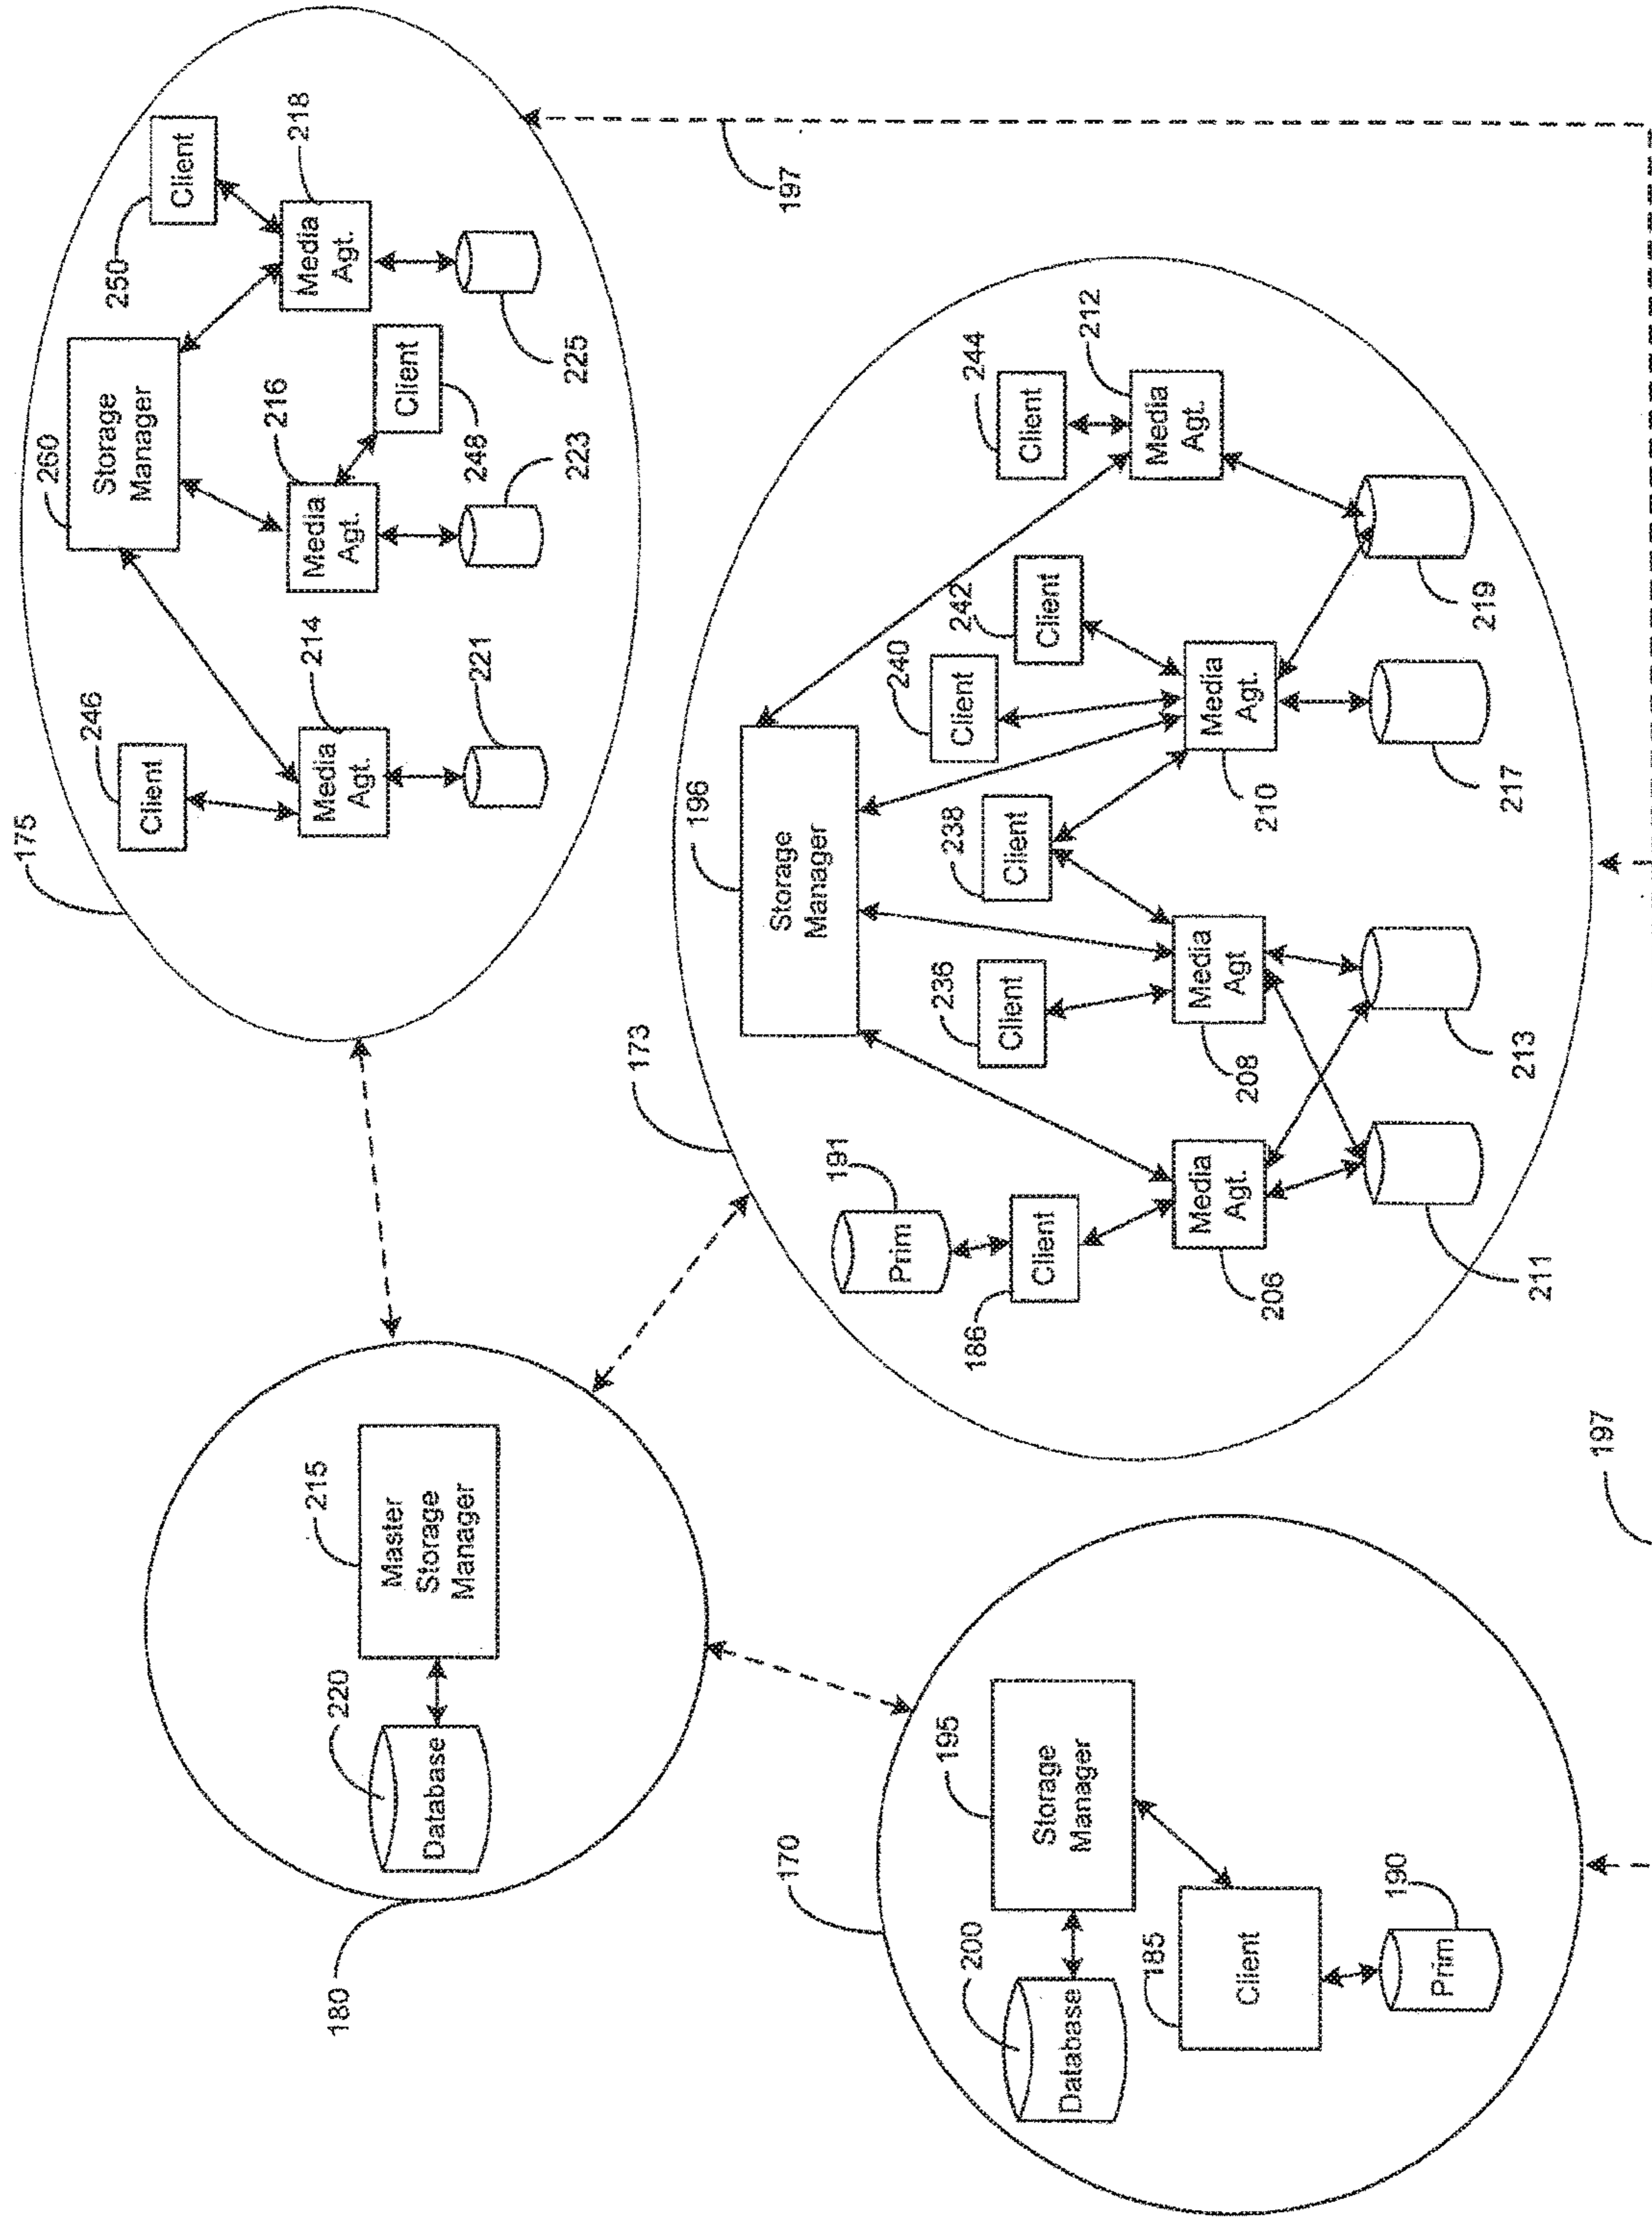 180
220
Database
215
Master
Storage
Manager
175
246
Client
214
Media
Agt.
221
260
Storage
Manager
216
Media
Agt.
Client
248
223
250
Client
218
Media
Agt.
225
197
170
200
Database
195
Storage
Manager
185
Client
190
Prim
173
191
Prim
186
Client
196
Storage
Manager
236
Client
238
Client
240
Client
242
Client
244
Client
212
Media
Agt.
206
Media
Agt.
208
Media
Agt
210
Media
Agt.
211
213
217
219
197